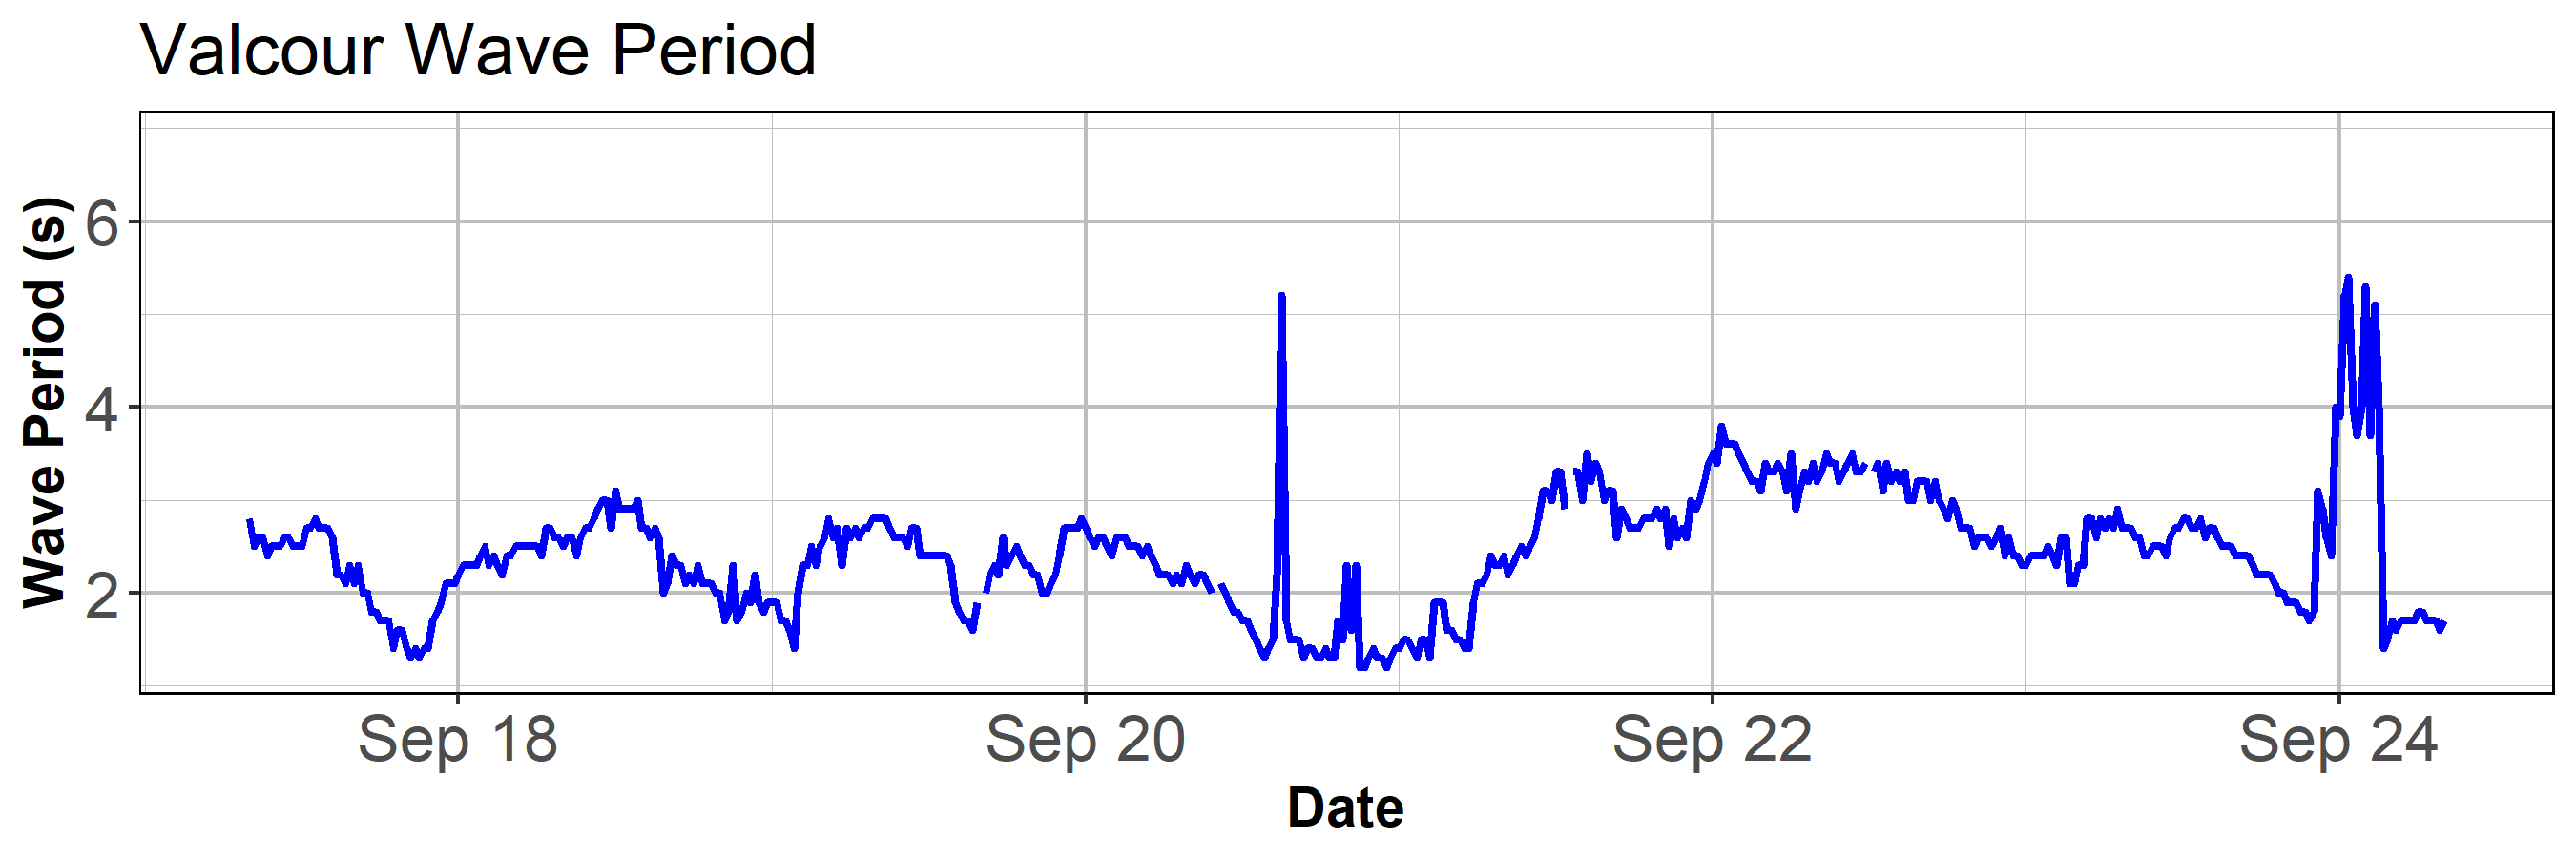 Valcour Wave Period
Wave Period (s)
6
4
2
Sep 18
Sep 20
Sep 22
Sep 24
Date